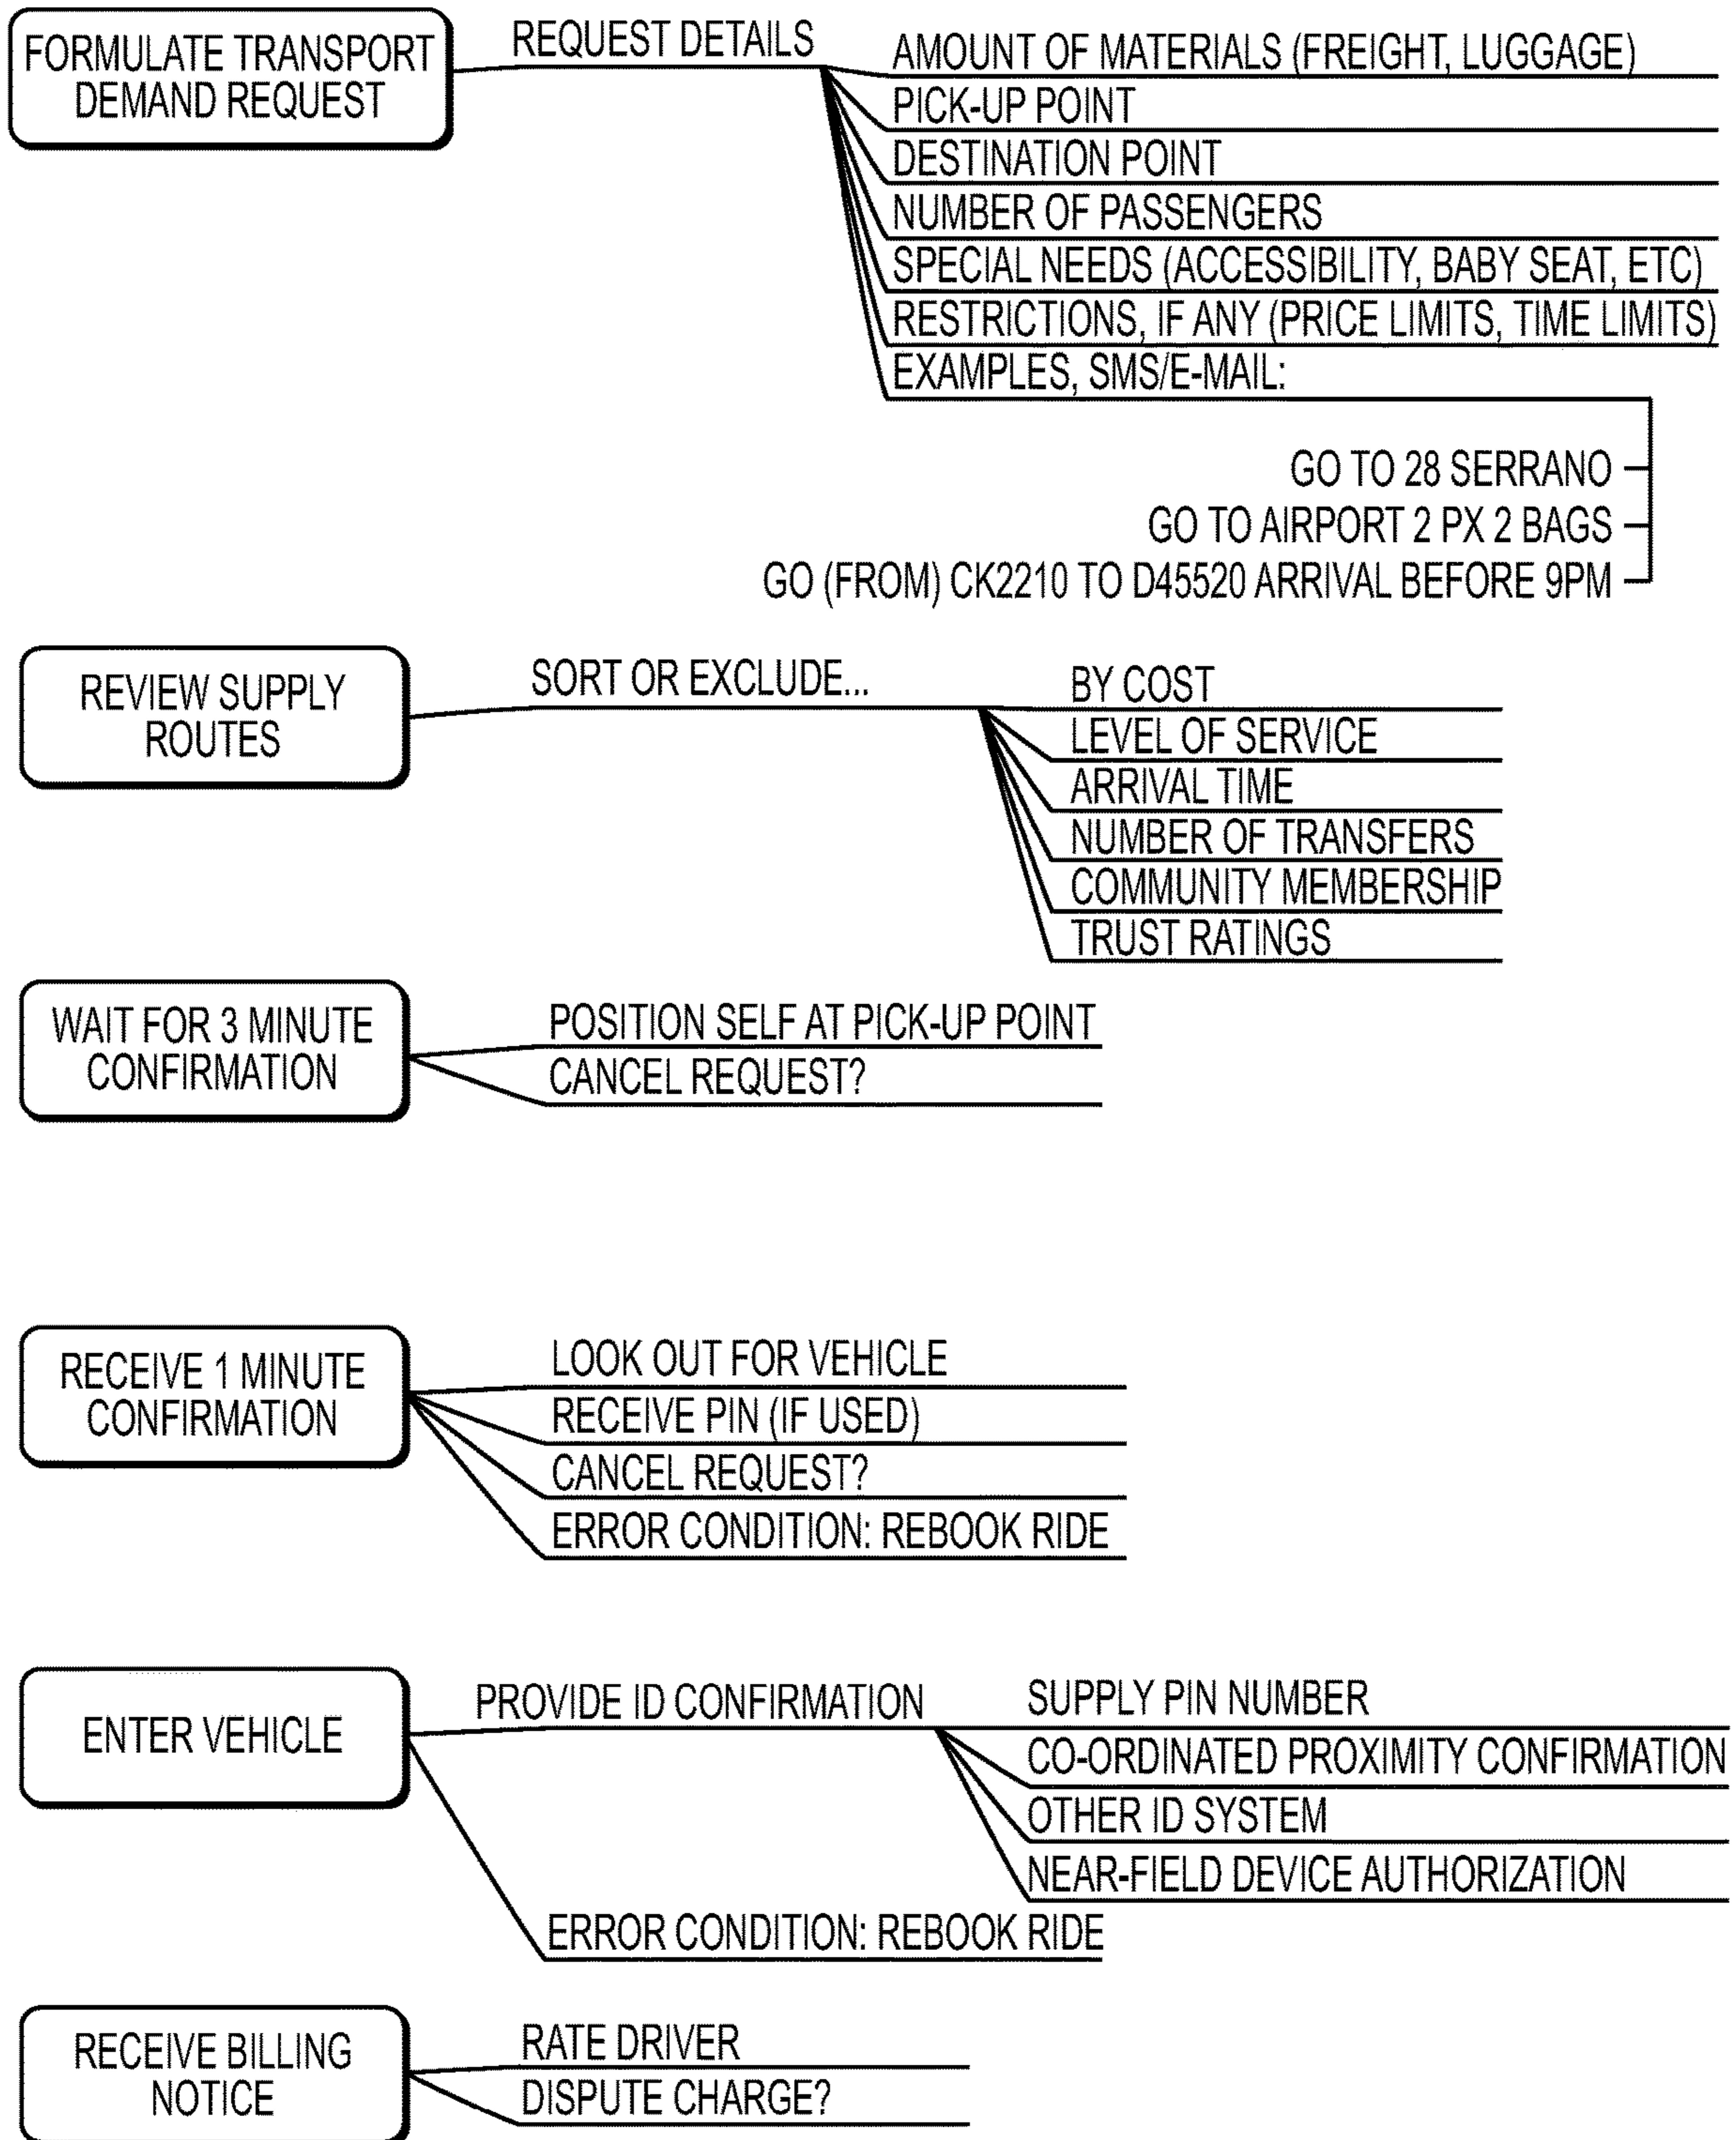 FORMULATE TRANSPORT
DEMAND REQUEST
REQUEST DETAILS
AMOUNT OF MATERIALS (FREIGHT, LUGGAGE)
PICK-UP POINT
DESTINATION POINT
NUMBER OF PASSENGERS
SPECIAL NEEDS (ACCESSIBILITY, BABY SEAT, ETC)
RESTRICTIONS, IF ANY (PRICE LIMITS, TIME LIMITS)
EXAMPLES, SMS/E-MAIL:
GO TO 28 SERRANO
GO TO AIRPORT 2 PX 2 BAGS
GO (FROM) CK2210 TO D45520 ARRIVAL BEFORE 9PM
REVIEW SUPPLY
ROUTES
SORT OR EXCLUDE...
BY COST
LEVEL OF SERVICE
ARRIVAL TIME
NUMBER OF TRANSFERS
COMMUNITY MEMBERSHIP
TRUST RATINGS
WAIT FOR 3 MINUTE
CONFIRMATION
POSITION SELF AT PICK-UP POINT
CANCEL REQUEST?
RECEIVE 1 MINUTE
CONFIRMATION
LOOK OUT FOR VEHICLE
RECEIVE PIN (IF USED)
CANCEL REQUEST?
ERROR CONDITION: REBOOK RIDE
ENTER VEHICLE
PROVIDE ID CONFIRMATION
SUPPLY PIN NUMBER
CO-ORDINATED PROXIMITY CONFIRMATION
OTHER ID SYSTEM
NEAR-FIELD DEVICE AUTHORIZATION
ERROR CONDITION: REBOOK RIDE
RECEIVE BILLING
NOTICE
RATE DRIVER
DISPUTE CHARGE?